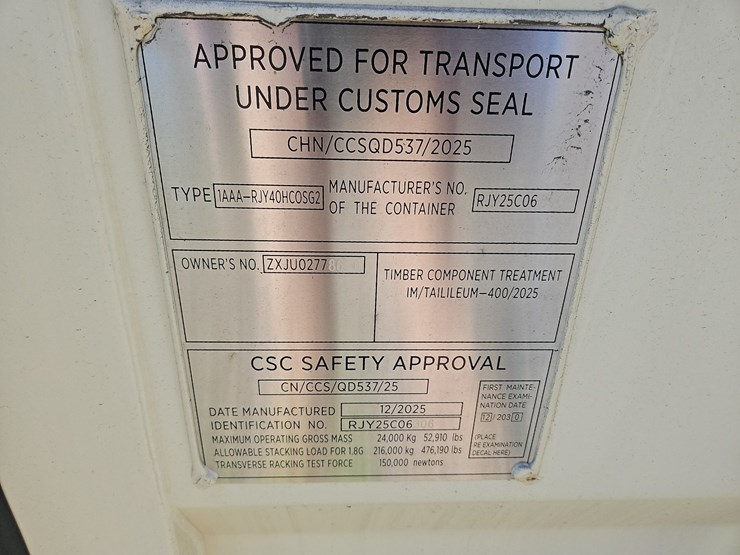 APPROVED FOR TRANSPORT
UNDER CUSTOMS SEAL
CHN/CCSQD537/2025
TYPE 1AAA-RJY40HCOSG2 MANUFACTURER'S NO. OF THE CONTAINER RJY25C06
OWNER'S NO. ZXJU02778
TIMBER COMPONENT TREATMENT
IM/TAILILEUM-400/2025
CSC SAFETY APPROVAL
CN/CCS/QD537/25
DATE MANUFACTURED 12/2025
IDENTIFICATION NO. RJY25C06
MAXIMUM OPERATING GROSS MASS 24,000 Kg 52,910 lbs
ALLOWABLE STACKING LOAD FOR 1.8G 216,000 kg 476,190 lbs
TRANSVERSE RACKING TEST FORCE 150,000 newtons
FIRST MAINTE-
NANCE EXAMI-
NATION DATE
12/2030
(PLACE
RE EXAMINATION
DECAL HERE)